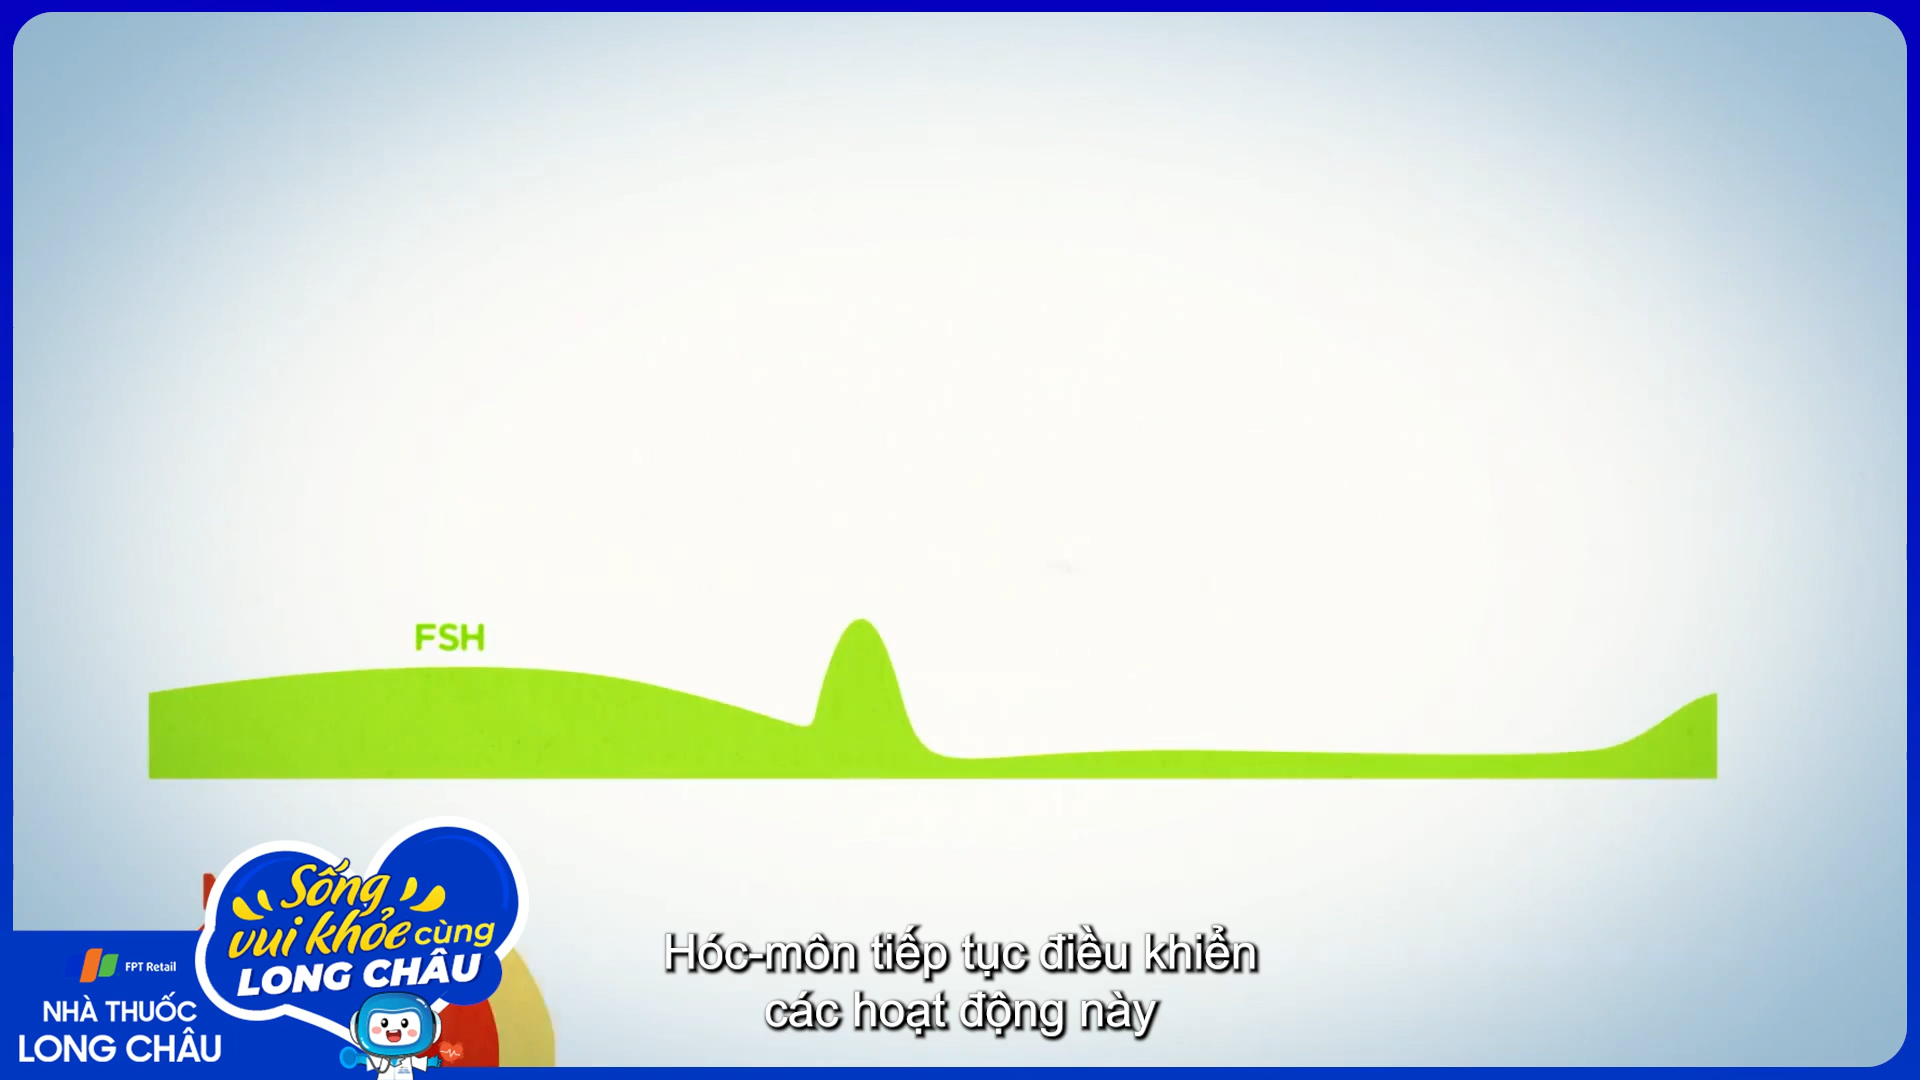 FSH
Sống
vui khỏe cùng
LONG CHÂU
FPT Retail
NHÀ THUỐC
LONG CHÂU
Hóc-môn tiếp tục điều khiển
các hoạt động này